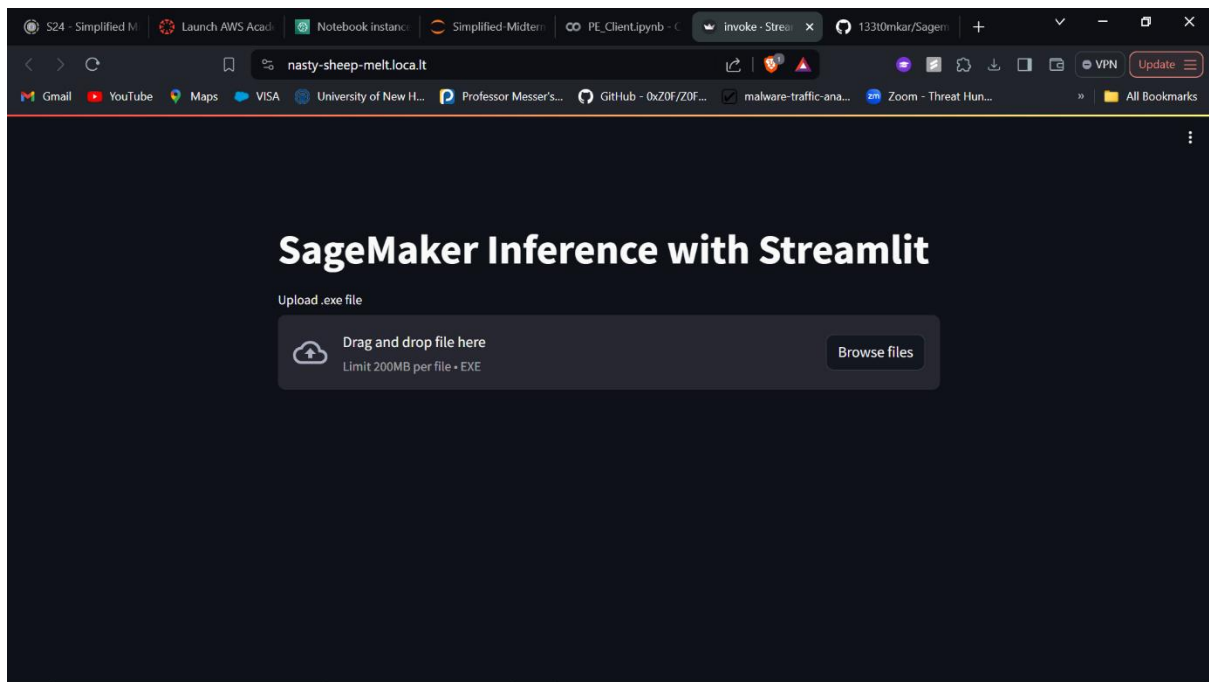 S24 - Simplified M
Launch AWS Acad
Notebook instanc
Simplified-Midterm
PE_Client.ipynb - C
invoke · Strea
133t0mkar/Sagem
nasty-sheep-melt.loca.lt
VPN
Update
Gmail
YouTube
Maps
VISA
University of New H...
Professor Messer's...
GitHub - 0xZ0F/Z0F...
malware-traffic-ana...
Zoom - Threat Hun...
»
All Bookmarks
SageMaker Inference with Streamlit
Upload .exe file
Drag and drop file here
Limit 200MB per file • EXE
Browse files